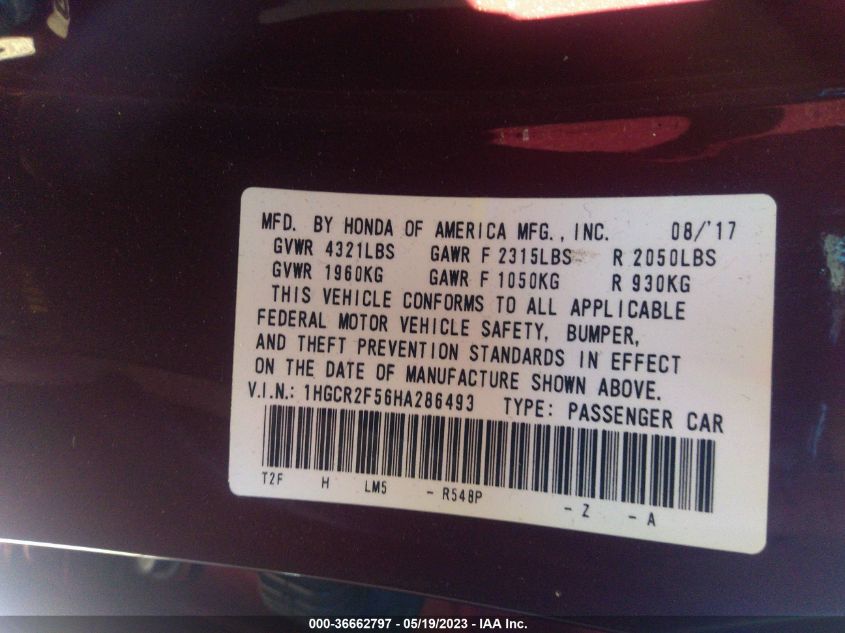 MFD. BY HONDA OF AMERICA MFG., INC. 08/'17
GVWR 4321LBS GAWR F 2315LBS R 2050LBS
GVWR 1960KG GAWR F 1050KG R 930KG
THIS VEHICLE CONFORMS TO ALL APPLICABLE
FEDERAL MOTOR VEHICLE SAFETY, BUMPER,
AND THEFT PREVENTION STANDARDS IN EFFECT
ON THE DATE OF MANUFACTURE SHOWN ABOVE.
V.I.N.: 1HGCR2F56HA286493 TYPE: PASSENGER CAR
T2F H LM5 - R548P - Z - A
000-36662797 - 05/19/2023 - IAA Inc.